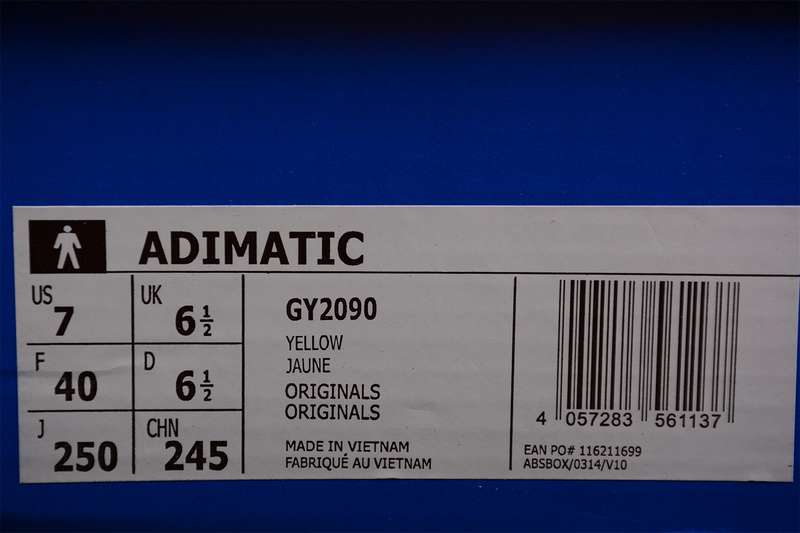 ADIMATIC
US 7
UK 6 1/2
F 40
D 6 1/2
J 250
CHN 245
GY2090
YELLOW
JAUNE
ORIGINALS
ORIGINALS
MADE IN VIETNAM
FABRIQUÉ AU VIETNAM
4 057283 561137
EAN PO# 116211699
ABSBOX/0314/V10